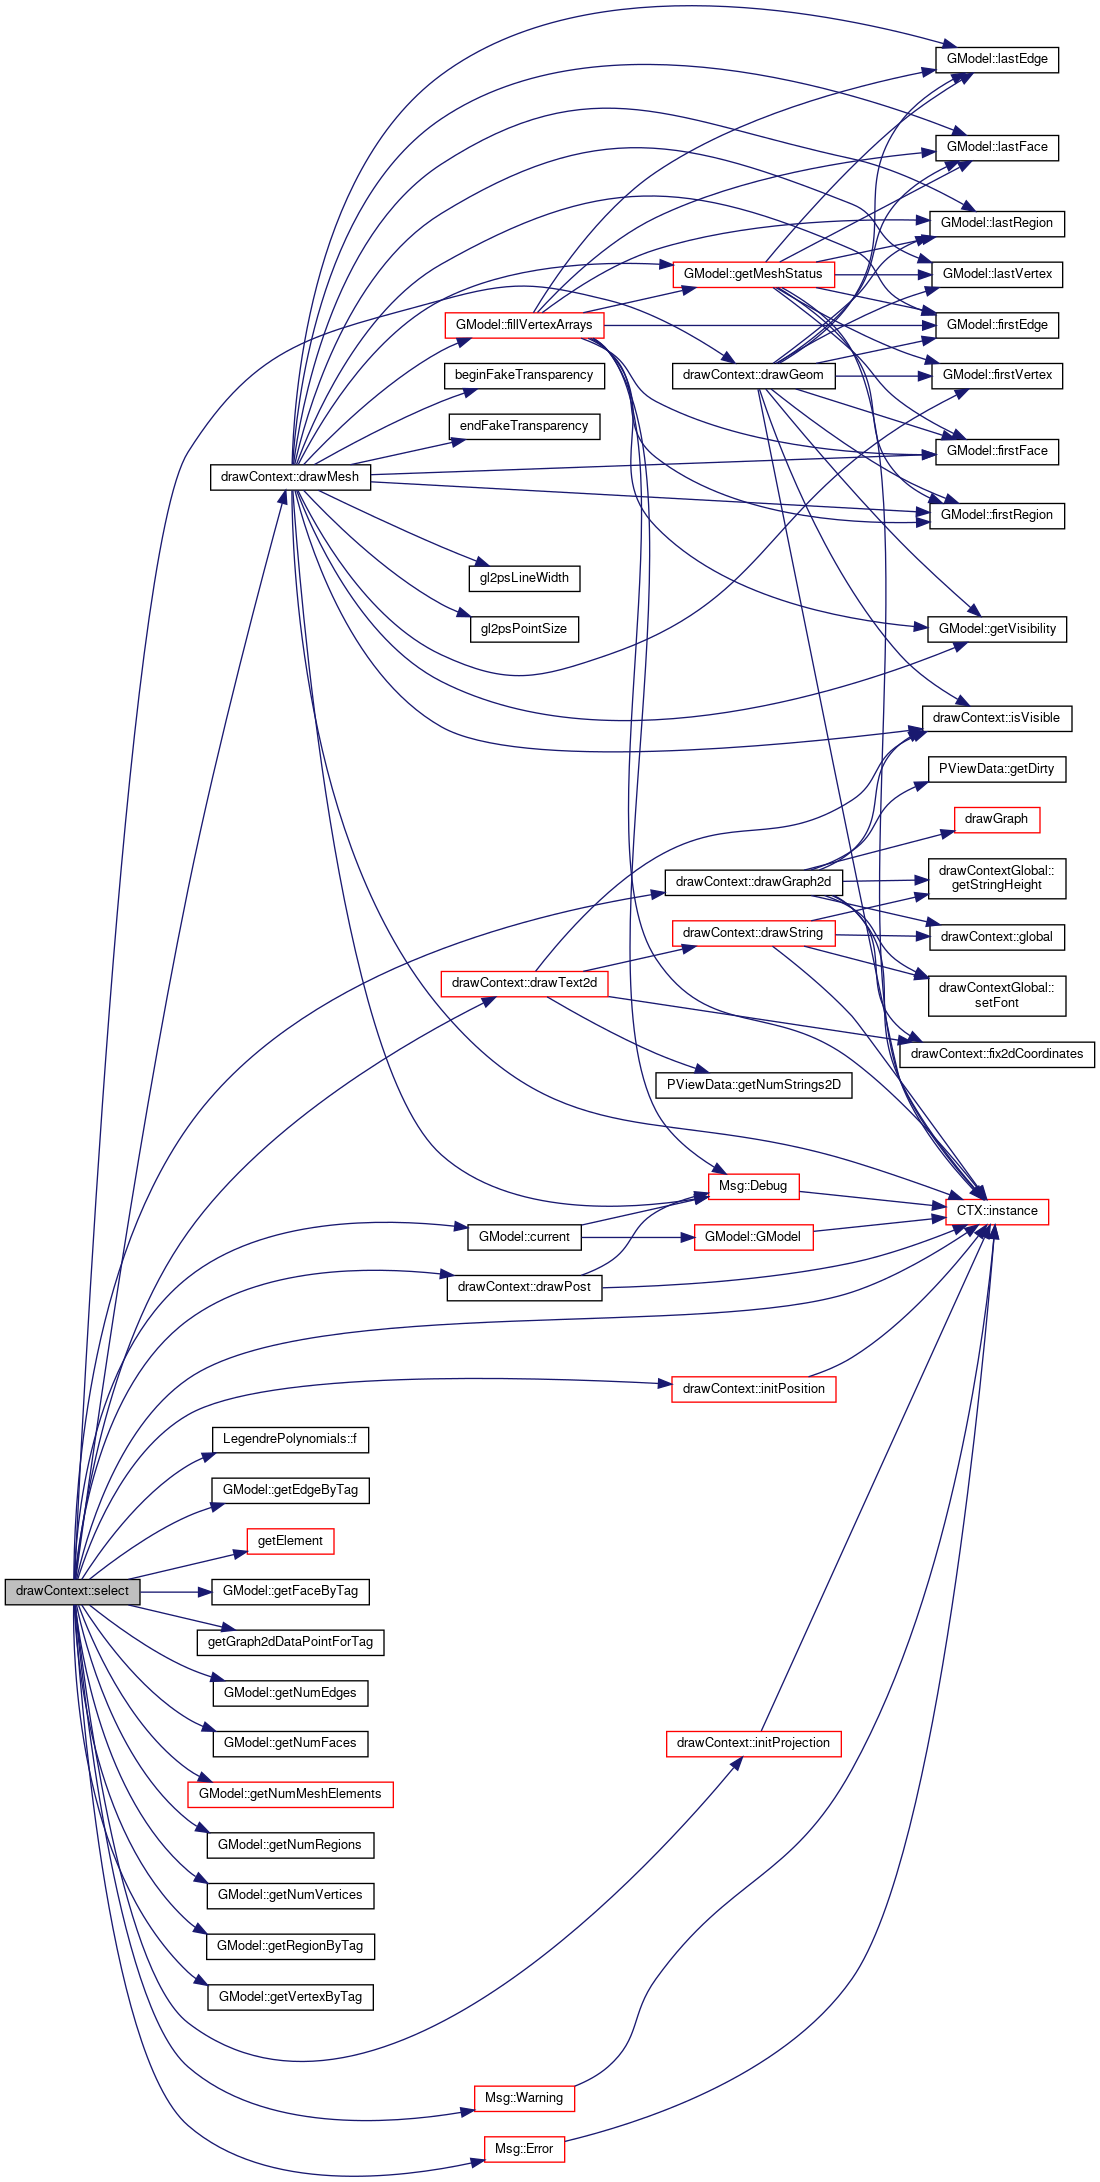 GModel::lastEdge
GModel::lastFace
GModel::lastRegion
GModel::getMeshStatus
GModel::lastVertex
GModel::fillVertexArrays
GModel::firstEdge
beginFakeTransparency
drawContext::drawGeom
GModel::firstVertex
endFakeTransparency
GModel::firstFace
drawContext::drawMesh
GModel::firstRegion
gl2psLineWidth
gl2psPointSize
GModel::getVisibility
drawContext::isVisible
PViewData::getDirty
drawGraph
drawContext::drawGraph2d
drawContextGlobal::
getStringHeight
drawContext::drawString
drawContext::global
drawContext::drawText2d
drawContextGlobal::
setFont
drawContext::fix2dCoordinates
PViewData::getNumStrings2D
Msg::Debug
CTX::instance
GModel::current
GModel::GModel
drawContext::drawPost
drawContext::initPosition
LegendrePolynomials::f
GModel::getEdgeByTag
getElement
drawContext::select
GModel::getFaceByTag
getGraph2dDataPointForTag
GModel::getNumEdges
GModel::getNumFaces
drawContext::initProjection
GModel::getNumMeshElements
GModel::getNumRegions
GModel::getNumVertices
GModel::getRegionByTag
GModel::getVertexByTag
Msg::Warning
Msg::Error